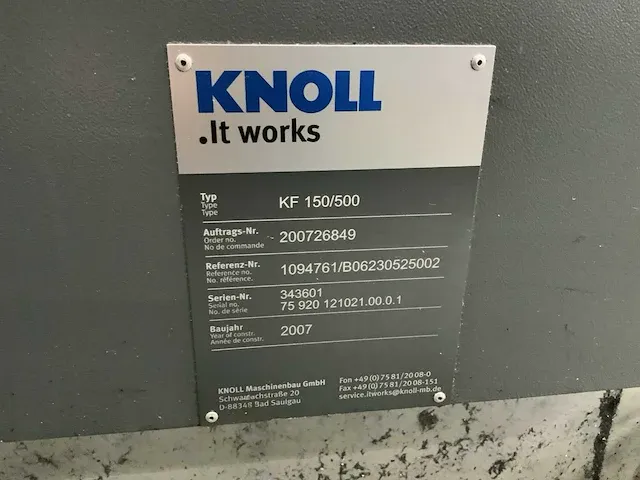 KNOLL
.It works
Typ
Type
Type
KF 150/500
Auftrags-Nr.
Order no.
No de commande
200726849
Referenz-Nr.
Reference no.
No. référence.
1094761/B06230525002
Serien-Nr.
Serial no.
No. de série
343601
75 920 121021.00.0.1
Baujahr
Year of constr.
Année de constr.
2007
KNOLL Maschinenbau GmbH
Schwarzachstraße 20
D-88348 Bad Saulgau
Fon +49 (0) 75 81/20 08-0
Fax +49 (0) 75 81/20 08-151
service.itworks@knoll-mb.de